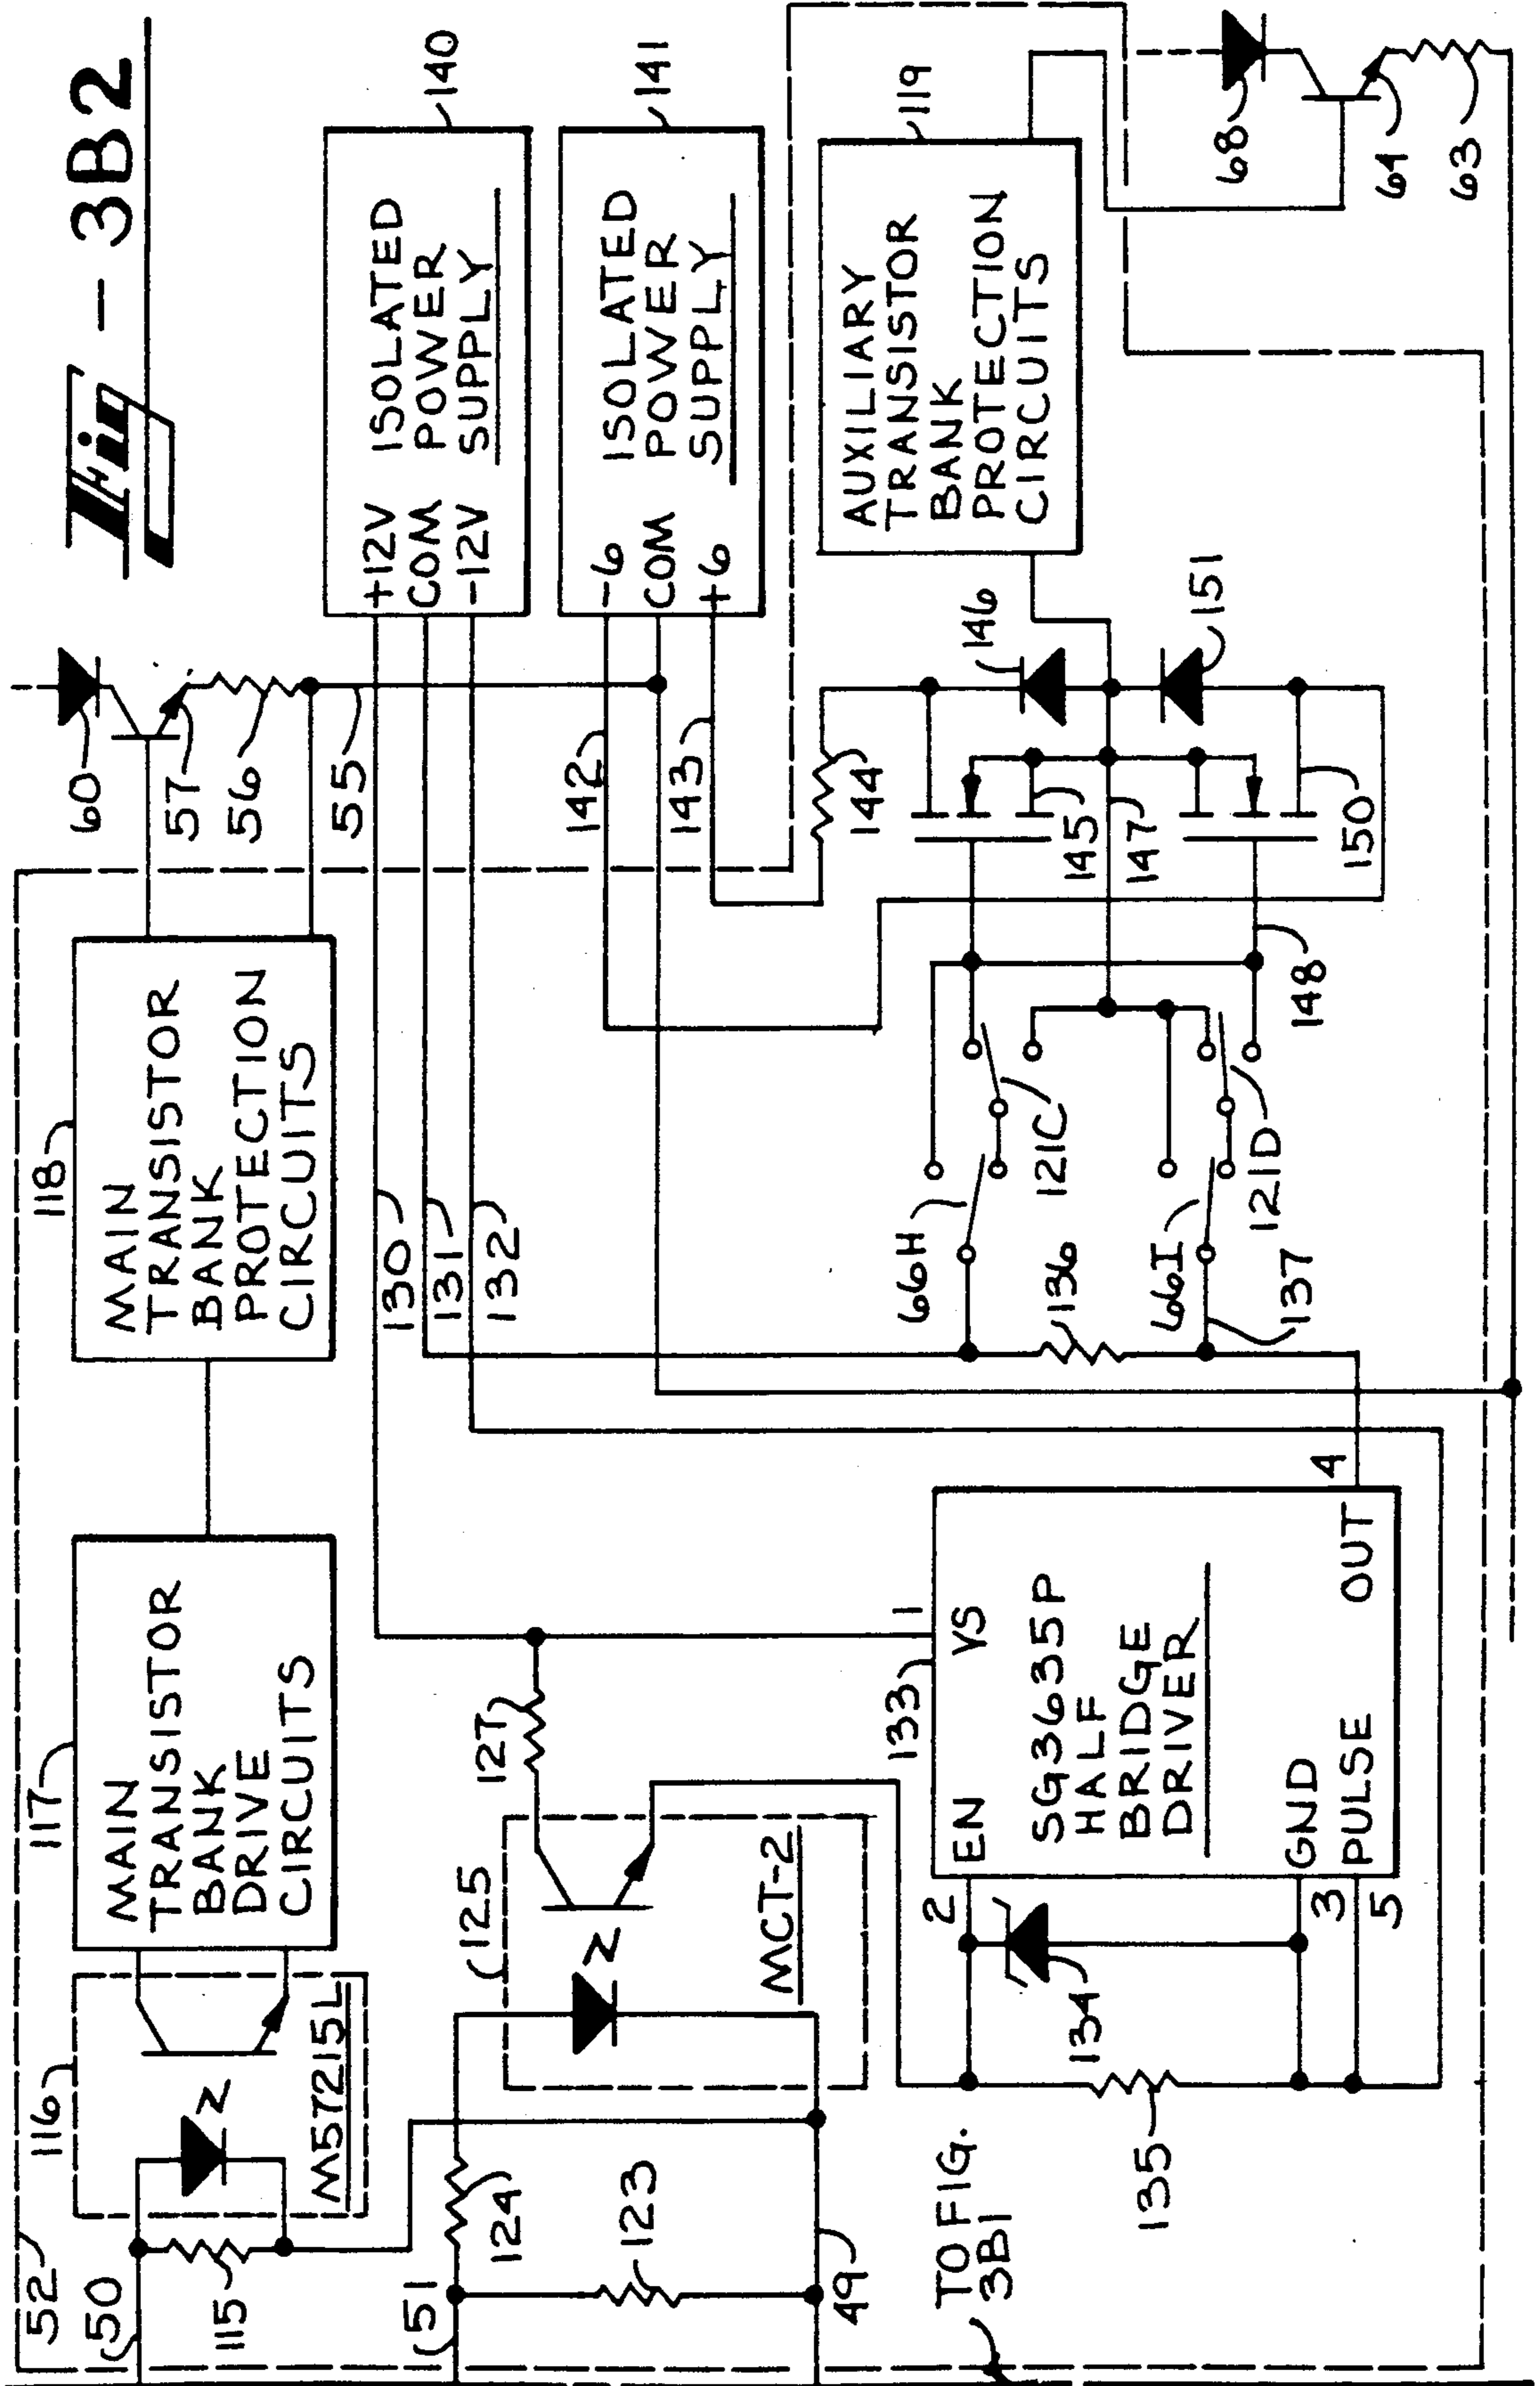 Fig-3B2
118
MAIN
TRANSISTOR
BANK
PROTECTION
CIRCUITS
117
MAIN
TRANSISTOR
BANK
DRIVE
CIRCUITS
116
M57215L
52
50
115
60
57
56
55
140
ISOLATED
POWER
SUPPLY
+12V
COM
-12V
141
ISOLATED
POWER
SUPPLY
-6
COM
+6
142
143
130
131
132
119
AUXILIARY
TRANSISTOR
BANK
PROTECTION
CIRCUITS
68
64
63
146
151
144
145
147
150
148
121C
121D
66H
136
66I
137
127
125
MCT-2
124
51
123
49
133
1
VS
2
EN
SG3635P
HALF
BRIDGE
DRIVER
GND
3
PULSE
5
OUT
4
134
135
TO FIG.
3B1